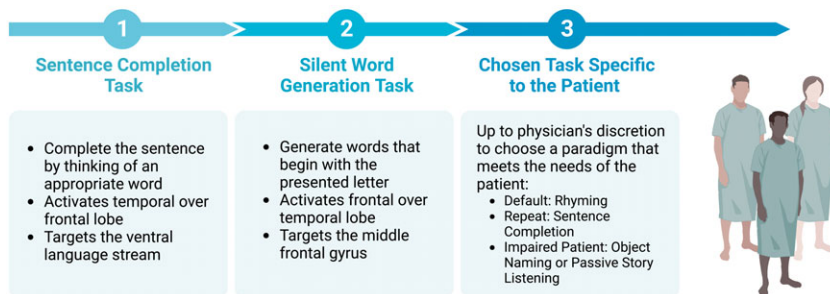 1
Sentence Completion
Task
• Complete the sentence
by thinking of an
appropriate word
• Activates temporal over
frontal lobe
• Targets the ventral
language stream
2
Silent Word
Generation Task
• Generate words that
begin with the
presented letter
• Activates frontal over
temporal lobe
• Targets the middle
frontal gyrus
3
Chosen Task Specific
to the Patient
Up to physician's discretion
to choose a paradigm that
meets the needs of the
patient:
• Default: Rhyming
• Repeat: Sentence
Completion
• Impaired Patient: Object
Naming or Passive Story
Listening